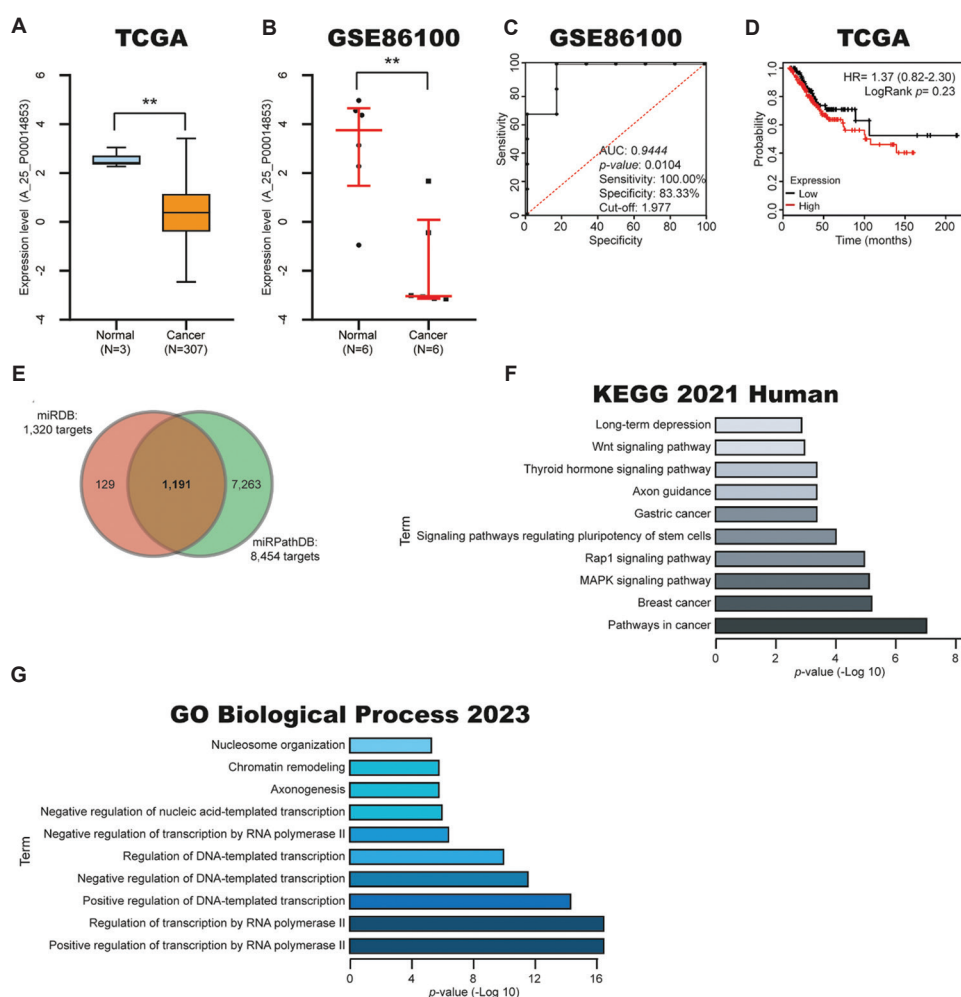 A
TCGA
Expression level (A_25_P00014853)
6
4
2
0
-2
-4
**
Normal
(N=3)
Cancer
(N=307)
B
GSE86100
Expression level (A_25_P00014853)
6
4
2
0
-2
-4
**
Normal
(N=6)
Cancer
(N=6)
C
GSE86100
Sensitivity
100
80
60
40
20
0
AUC: 0.9444
p-value: 0.0104
Sensitivity: 100.00%
Specificity: 83.33%
Cut-off: 1.977
0 20 40 60 80 100
Specificity
D
TCGA
Probability
1.0
0.8
0.6
0.4
0.2
0.0
HR= 1.37 (0.82-2.30)
LogRank p= 0.23
Expression
Low
High
0 50 100 150 200
Time (months)
E
miRDB:
1,320 targets
129
1,191
7,263
miRPathDB:
8,454 targets
F
KEGG 2021 Human
Term
Long-term depression
Wnt signaling pathway
Thyroid hormone signaling pathway
Axon guidance
Gastric cancer
Signaling pathways regulating pluripotency of stem cells
Rap1 signaling pathway
MAPK signaling pathway
Breast cancer
Pathways in cancer
0 2 4 6 8
p-value (-Log 10)
G
GO Biological Process 2023
Term
Nucleosome organization
Chromatin remodeling
Axonogenesis
Negative regulation of nucleic acid-templated transcription
Negative regulation of transcription by RNA polymerase II
Regulation of DNA-templated transcription
Negative regulation of DNA-templated transcription
Positive regulation of DNA-templated transcription
Regulation of transcription by RNA polymerase II
Positive regulation of transcription by RNA polymerase II
0 4 8 12 16
p-value (-Log 10)